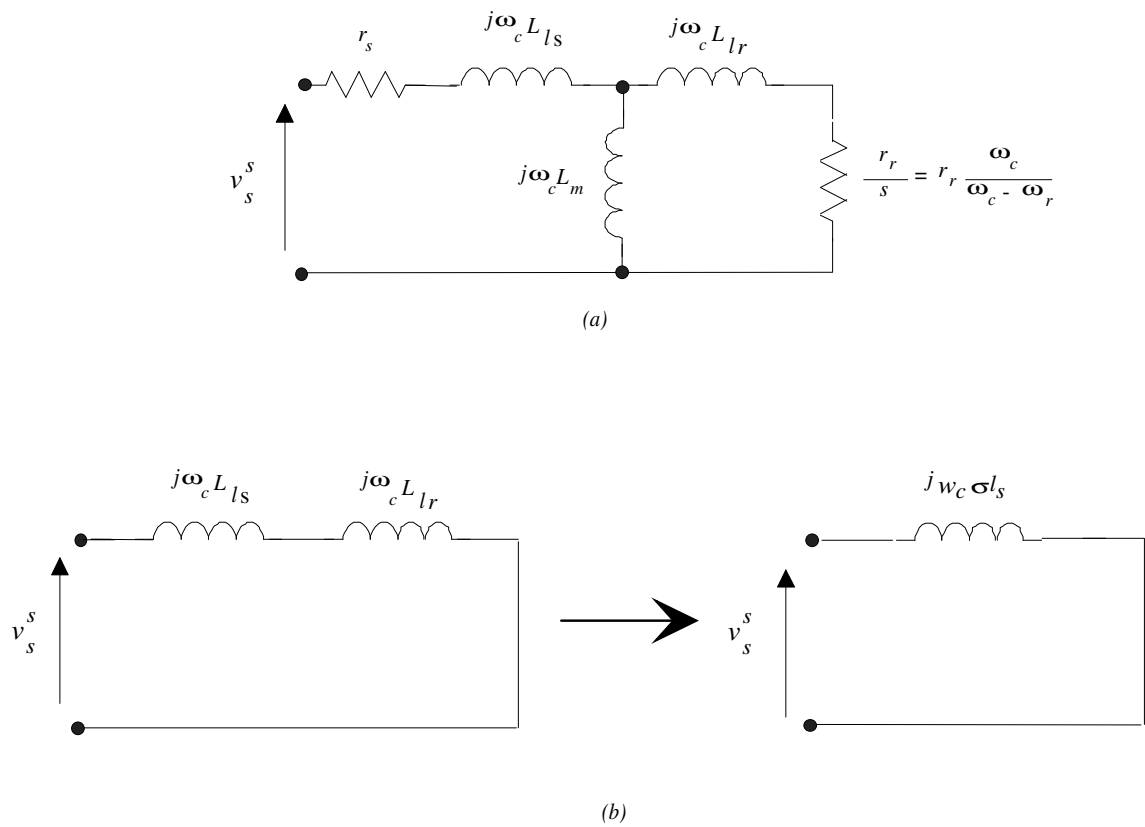 r_s
jω_c L_ls
jω_c L_lr
v_s^s
jω_c L_m
r_r / s = r_r ω_c / (ω_c - ω_r)
(a)
jω_c L_ls
jω_c L_lr
v_s^s
j w_c σl_s
v_s^s
(b)